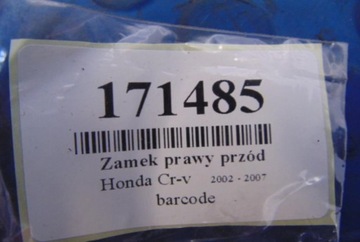 171485
Zamek prawy przód
Honda Cr-v 2002 - 2007
barcode